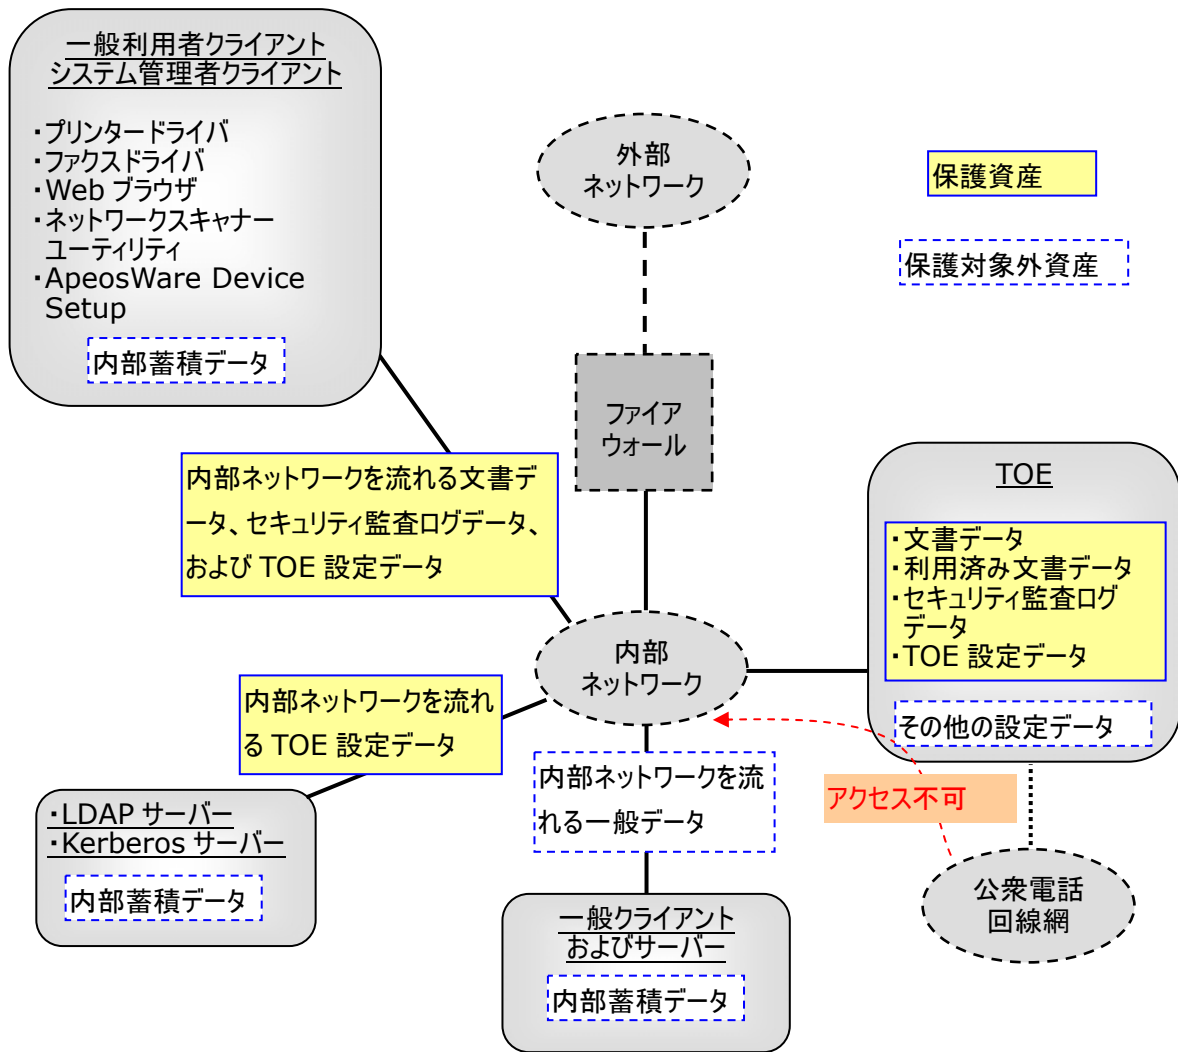 一般利用者クライアント
システム管理者クライアント
・プリンタードライバ
・ファクスドライバ
・Web ブラウザ
・ネットワークスキャナー
ユーティリティ
・ApeosWare Device
Setup
内部蓄積データ
外部
ネットワーク
保護資産
保護対象外資産
ファイア
ウォール
内部ネットワークを流れる文書デ
ータ、セキュリティ監査ログデータ、
および TOE 設定データ
TOE
・文書データ
・利用済み文書データ
・セキュリティ監査ログ
データ
・TOE 設定データ
その他の設定データ
内部
ネットワーク
内部ネットワークを流れ
る TOE 設定データ
内部ネットワークを流
れる一般データ
アクセス不可
・LDAP サーバー
・Kerberos サーバー
内部蓄積データ
公衆電話
回線網
一般クライアント
およびサーバー
内部蓄積データ